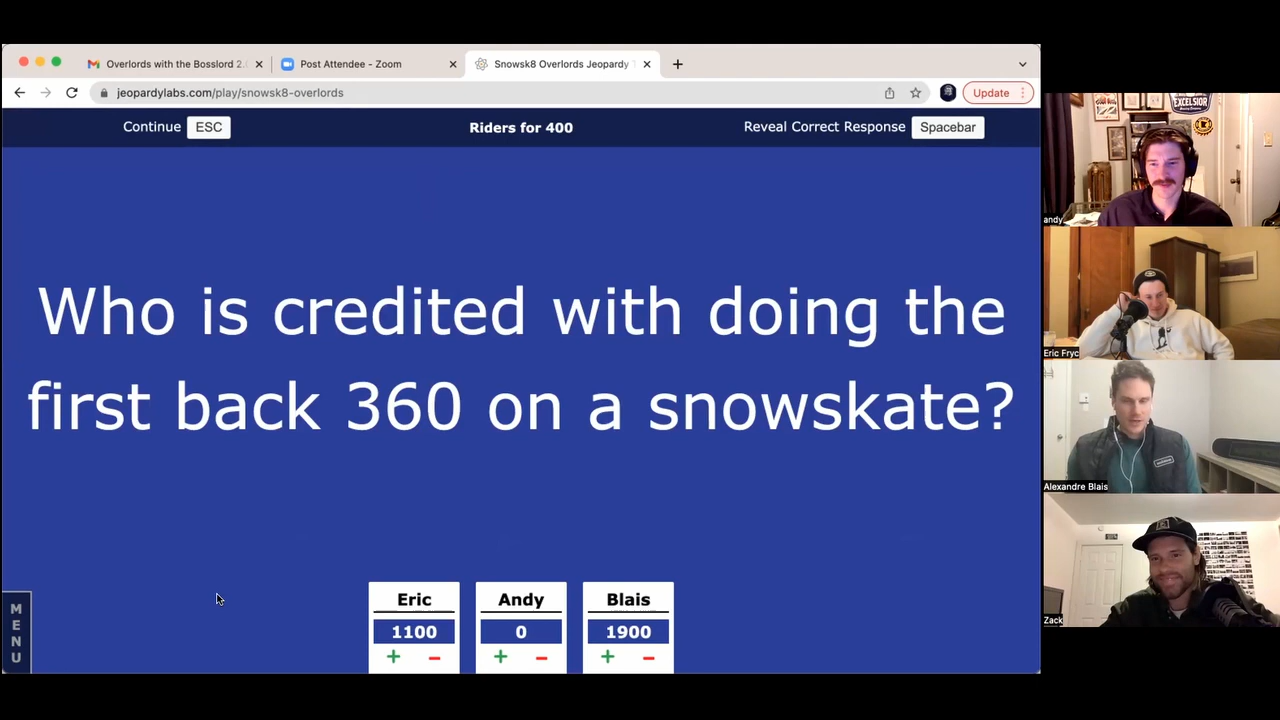 Overlords with the Bosslord 2.
Post Attendee - Zoom
Snowsk8 Overlords Jeopardy
jeopardylabs.com/play/snowsk8-overlords
Update
Continue ESC
Riders for 400
Reveal Correct Response Spacebar
Who is credited with doing the
first back 360 on a snowskate?
MENU
Eric Andy Blais
1100 0 1900
+ - + - + -
EXCELSIOR
andy
Eric Fryc
Alexandre Blais
Zack